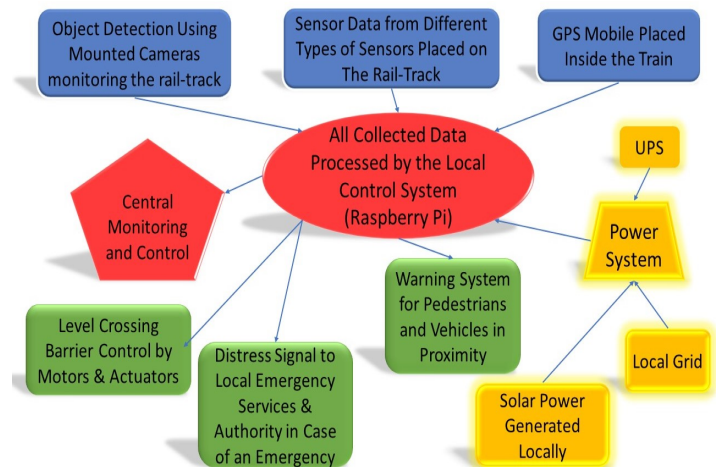 Object Detection Using
Mounted Cameras
monitoring the rail-track
Sensor Data from Different
Types of Sensors Placed on
The Rail-Track
GPS Mobile Placed
Inside the Train
All Collected Data
Processed by the Local
Control System
(Raspberry Pi)
UPS
Central
Monitoring
and Control
Power
System
Warning System
for Pedestrians
and Vehicles in
Proximity
Level Crossing
Barrier Control by
Motors & Actuators
Distress Signal to
Local Emergency
Services &
Authority in Case
of an Emergency
Local Grid
Solar Power
Generated
Locally